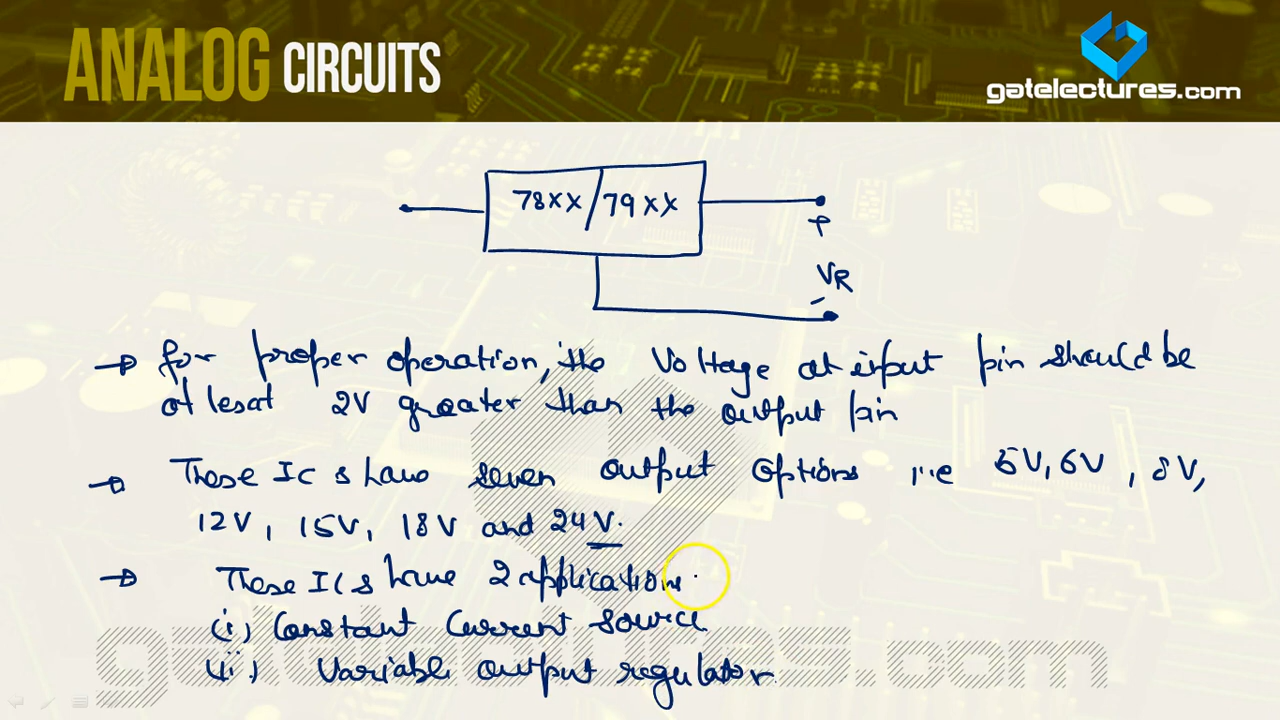 ANALOG CIRCUITS
gatelectures.com
78XX/79XX
+
VR
-
→ for proper operation, the Voltage at input pin should be
at lesat 2V greater than the output pin
→ These ICs have seven output options i.e 5V, 6V, 8V,
12V, 15V, 18V and 24V.
→ These ICs have 2 applications.
(i) Constant Current source
(ii) Variable output regulator.
gatelectures.com